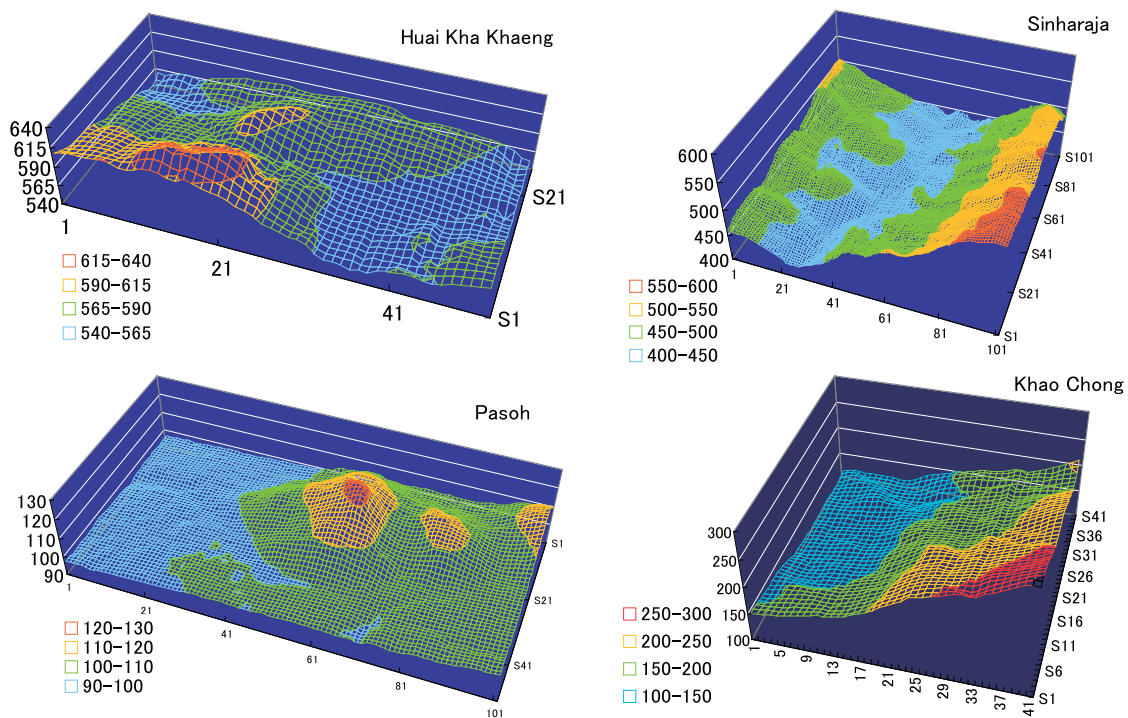 Huai Kha Khaeng
640
615
590
565
540
1
21
41
S1
S21
615-640
590-615
565-590
540-565
Sinharaja
600
550
500
450
400
1
21
41
61
81
101
S1
S21
S41
S61
S81
S101
550-600
500-550
450-500
400-450
Pasoh
130
120
110
100
90
1
21
41
61
81
101
S41
S21
S1
120-130
110-120
100-110
90-100
Khao Chong
300
250
200
150
100
1
5
9
13
17
21
25
29
33
37
41
S1
S6
S11
S16
S21
S26
S31
S36
S41
250-300
200-250
150-200
100-150